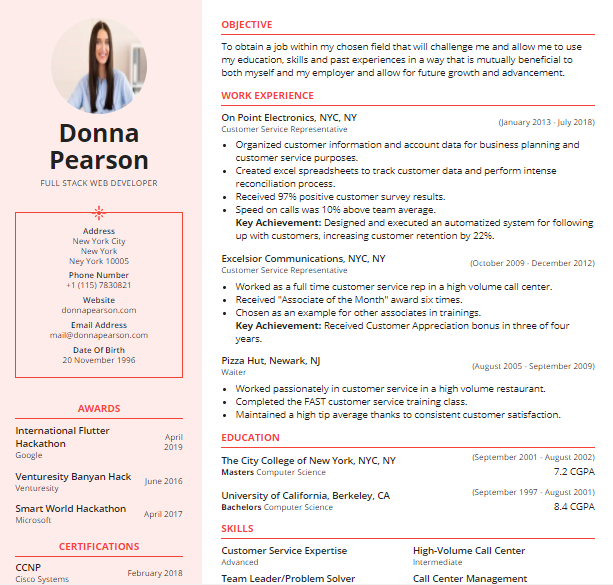 Donna
Pearson
FULL STACK WEB DEVELOPER
Address
New York City
New York
Ney York 10005
Phone Number
+1 (115) 7830821
Website
donnapearson.com
Email Address
mail@donnapearson.com
Date Of Birth
20 November 1996
AWARDS
International Flutter
Hackathon
April
2019
Google
Venturesity Banyan Hack
June 2016
Venturesity
Smart World Hackathon
April 2017
Microsoft
CERTIFICATIONS
CCNP
February 2018
Cisco Systems
OBJECTIVE
To obtain a job within my chosen field that will challenge me and allow me to use
my education, skills and past experiences in a way that is mutually beneficial to
both myself and my employer and allow for future growth and advancement.
WORK EXPERIENCE
On Point Electronics, NYC, NY
(January 2013 - July 2018)
Customer Service Representative
• Organized customer information and account data for business planning and
customer service purposes.
• Created excel spreadsheets to track customer data and perform intense
reconciliation process.
• Received 97% positive customer survey results.
• Speed on calls was 10% above team average.
Key Achievement: Designed and executed an automatized system for following
up with customers, increasing customer retention by 22%.
Excelsior Communications, NYC, NY
(October 2009 - December 2012)
Customer Service Representative
• Worked as a full time customer service rep in a high volume call center.
• Received "Associate of the Month" award six times.
• Chosen as an example for other associates in trainings.
Key Achievement: Received Customer Appreciation bonus in three of four
years.
Pizza Hut, Newark, NJ
(August 2005 - September 2009)
Waiter
• Worked passionately in customer service in a high volume restaurant.
• Completed the FAST customer service training class.
• Maintained a high tip average thanks to consistent customer satisfaction.
EDUCATION
The City College of New York, NYC, NY
(September 2001 - August 2002)
Masters Computer Science
7.2 CGPA
University of California, Berkeley, CA
(September 1997 - August 2001)
Bachelors Computer Science
8.4 CGPA
SKILLS
Customer Service Expertise
High-Volume Call Center
Advanced
Intermediate
Team Leader/Problem Solver
Call Center Management